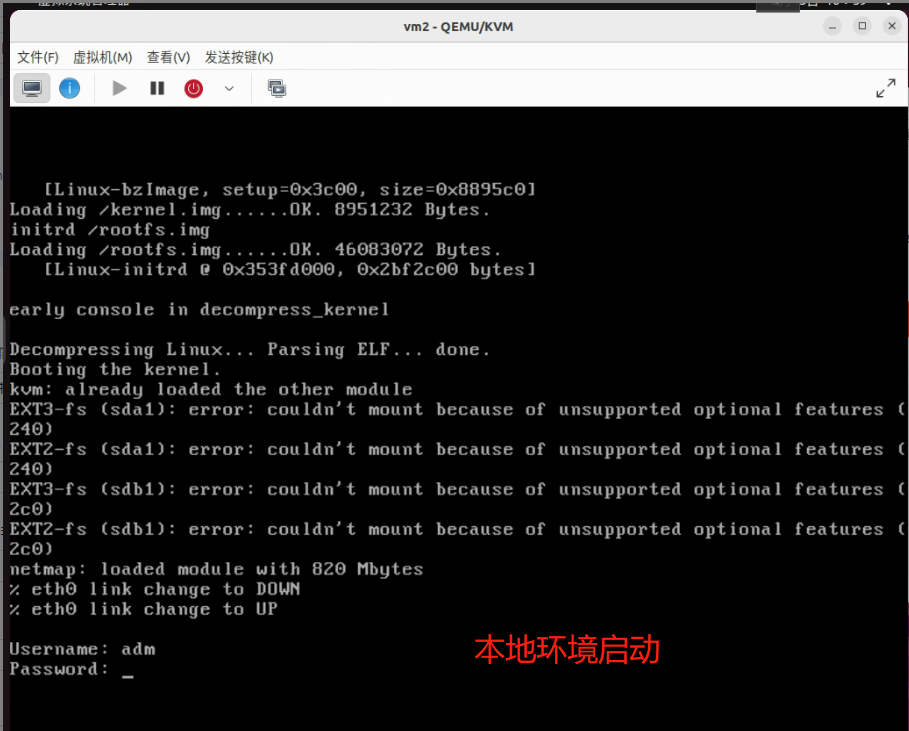 vm2 - QEMU/KVM
文件(F) 虚拟机(M) 查看(V) 发送按键(K)
[Linux-bzImage, setup=0x3c00, size=0x8895c0]
Loading /kernel.img......OK. 8951232 Bytes.
initrd /rootfs.img
Loading /rootfs.img......OK. 46083072 Bytes.
[Linux-initrd @ 0x353fd000, 0x2bf2c00 bytes]
early console in decompress_kernel
Decompressing Linux... Parsing ELF... done.
Booting the kernel.
kvm: already loaded the other module
EXT3-fs (sda1): error: couldn't mount because of unsupported optional features (
240)
EXT2-fs (sda1): error: couldn't mount because of unsupported optional features (
240)
EXT3-fs (sdb1): error: couldn't mount because of unsupported optional features (
2c0)
EXT2-fs (sdb1): error: couldn't mount because of unsupported optional features (
2c0)
netmap: loaded module with 820 Mbytes
% eth0 link change to DOWN
% eth0 link change to UP
Username: adm
本地环境启动
Password: _